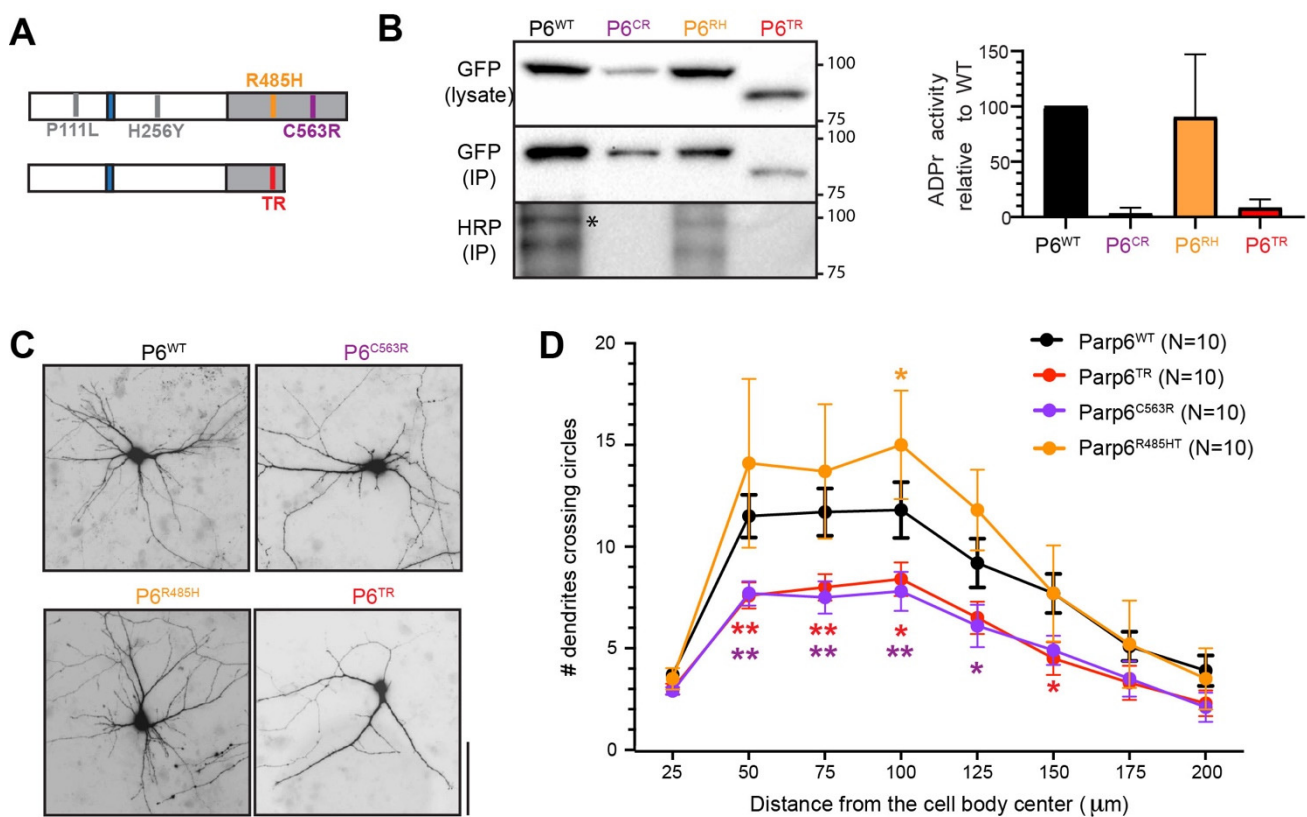 A
R485H
P111L
H256Y
C563R
TR
B
P6WT
P6CR
P6RH
P6TR
GFP
(lysate)
100
75
GFP
(IP)
100
75
HRP
(IP)
*
100
75
ADPr activity
relative to WT
150
100
50
0
P6WT
P6CR
P6RH
P6TR
C
P6WT
P6C563R
P6R485H
P6TR
D
# dendrites crossing circles
20
15
10
5
0
Parp6WT (N=10)
Parp6TR (N=10)
Parp6C563R (N=10)
Parp6R485HT (N=10)
*
** ** * *
** ** ** *
25 50 75 100 125 150 175 200
Distance from the cell body center (μm)